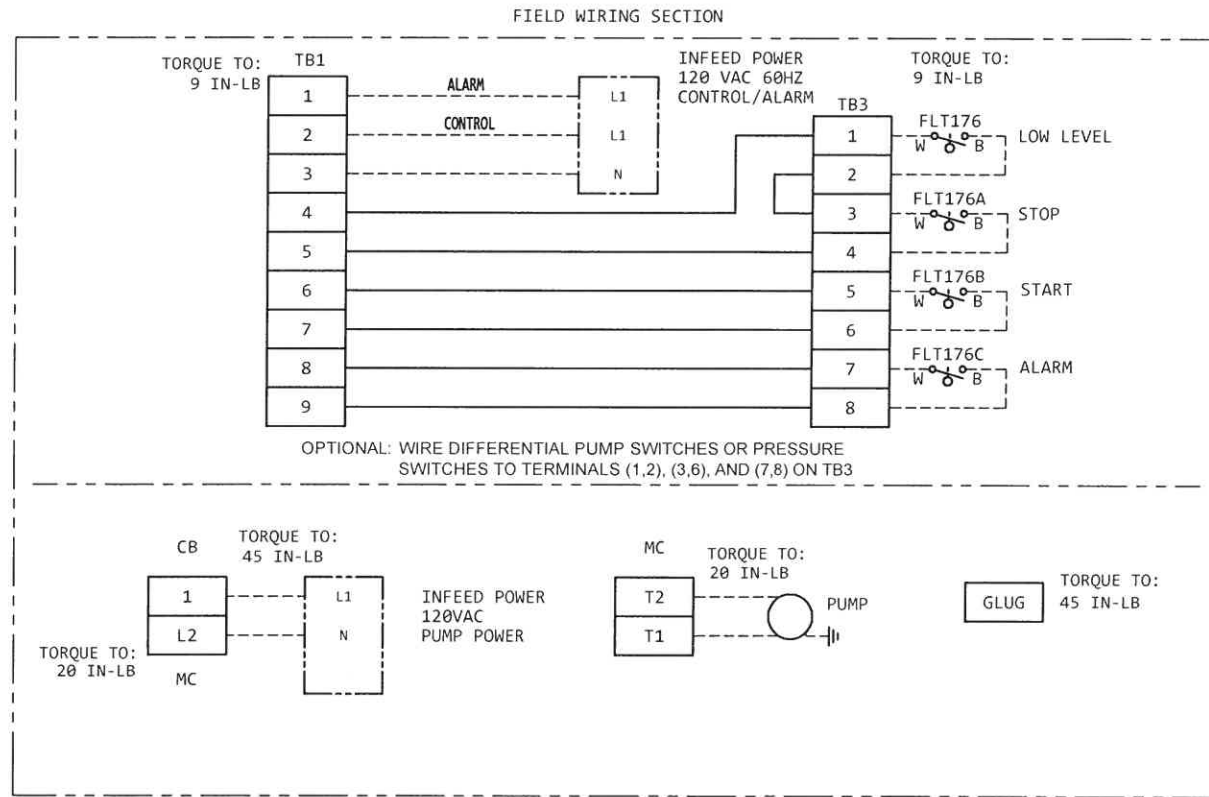 FIELD WIRING SECTION
TORQUE TO:
9 IN-LB
TB1
1
2
3
4
5
6
7
8
9
ALARM
CONTROL
L1
L1
N
INFEED POWER
120 VAC 60HZ
CONTROL/ALARM
TORQUE TO:
9 IN-LB
TB3
1
2
3
4
5
6
7
8
FLT176
W B
LOW LEVEL
FLT176A
W B
STOP
FLT176B
W B
START
FLT176C
W B
ALARM
OPTIONAL: WIRE DIFFERENTIAL PUMP SWITCHES OR PRESSURE
SWITCHES TO TERMINALS (1,2), (3,6), AND (7,8) ON TB3
CB
TORQUE TO:
45 IN-LB
1
L2
L1
N
TORQUE TO:
20 IN-LB
MC
INFEED POWER
120VAC
PUMP POWER
MC
TORQUE TO:
20 IN-LB
T2
T1
PUMP
GLUG
TORQUE TO:
45 IN-LB